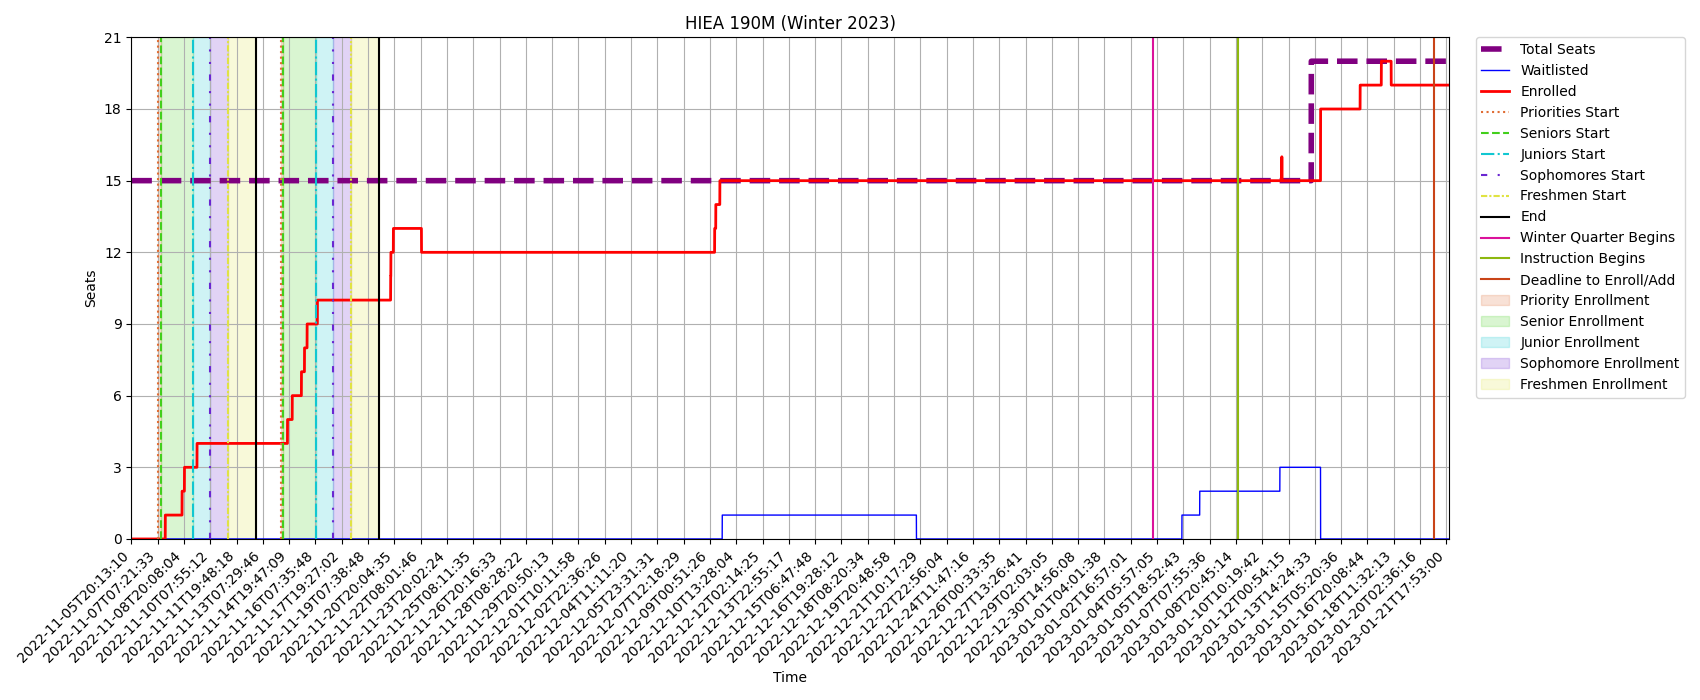 HIEA 190M (Winter 2023)
21
18
15
12
9
6
3
0
Seats
2022-11-05T20:13:10
2022-11-07T07:21:33
2022-11-08T20:08:04
2022-11-10T07:55:12
2022-11-11T19:48:18
2022-11-13T07:29:46
2022-11-14T19:47:09
2022-11-16T07:35:48
2022-11-17T19:27:02
2022-11-19T07:38:48
2022-11-20T20:04:35
2022-11-22T08:01:46
2022-11-23T20:02:24
2022-11-25T08:11:35
2022-11-26T20:16:33
2022-11-28T08:28:22
2022-11-29T20:50:13
2022-12-01T10:11:58
2022-12-02T22:36:26
2022-12-04T11:11:20
2022-12-05T23:31:31
2022-12-07T12:18:29
2022-12-09T00:51:26
2022-12-10T13:28:04
2022-12-12T02:14:25
2022-12-13T22:55:17
2022-12-15T06:47:48
2022-12-16T19:28:12
2022-12-18T08:20:34
2022-12-19T20:48:58
2022-12-21T10:17:29
2022-12-22T22:56:04
2022-12-24T11:47:16
2022-12-26T00:33:35
2022-12-27T13:26:41
2022-12-29T02:03:05
2022-12-30T14:56:08
2023-01-01T04:01:38
2023-01-02T16:57:01
2023-01-04T05:57:05
2023-01-05T18:52:43
2023-01-07T07:55:36
2023-01-08T20:45:14
2023-01-10T10:19:42
2023-01-12T00:54:15
2023-01-13T14:24:33
2023-01-15T05:20:36
2023-01-16T20:08:44
2023-01-18T11:32:13
2023-01-20T02:36:16
2023-01-21T17:53:00
Time
Total Seats
Waitlisted
Enrolled
Priorities Start
Seniors Start
Juniors Start
Sophomores Start
Freshmen Start
End
Winter Quarter Begins
Instruction Begins
Deadline to Enroll/Add
Priority Enrollment
Senior Enrollment
Junior Enrollment
Sophomore Enrollment
Freshmen Enrollment